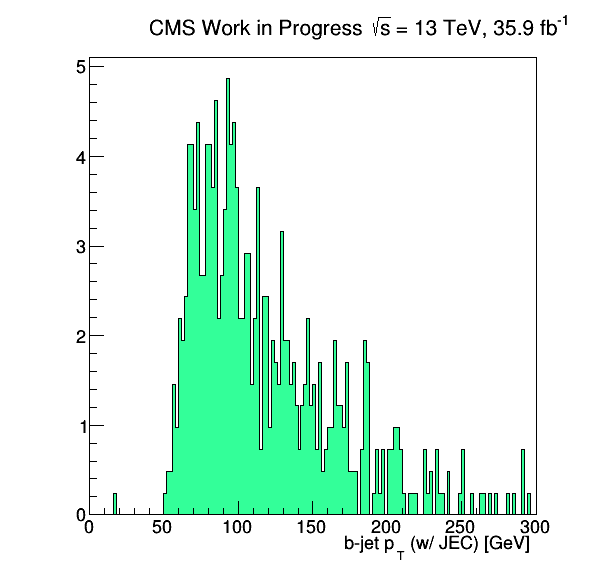 CMS Work in Progress √s = 13 TeV, 35.9 fb⁻¹
5
4
3
2
1
0
0 50 100 150 200 250 300
b-jet p_T (w/ JEC) [GeV]